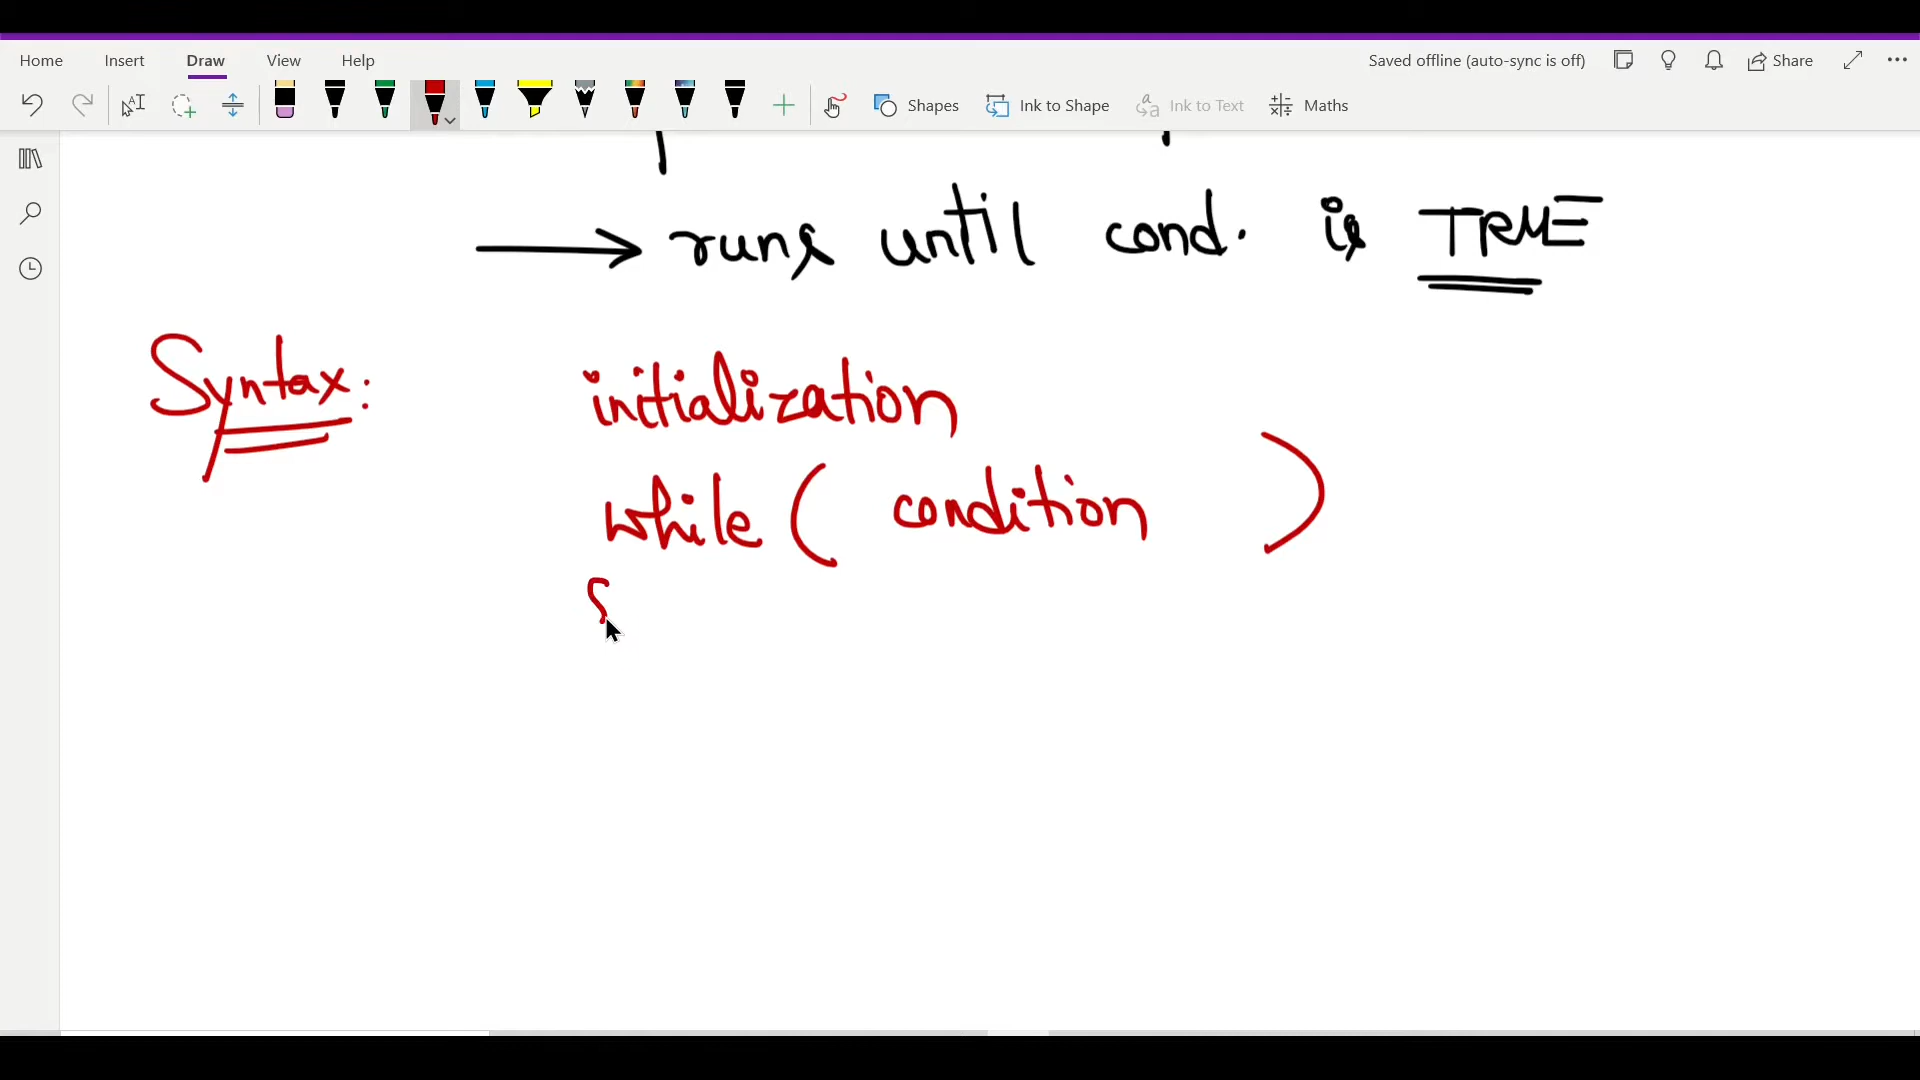 Home Insert Draw View Help Saved offline (auto-sync is off) Share
Shapes Ink to Shape Ink to Text Maths
→ runs until cond. is TRUE
Syntax: initialization
while ( condition )